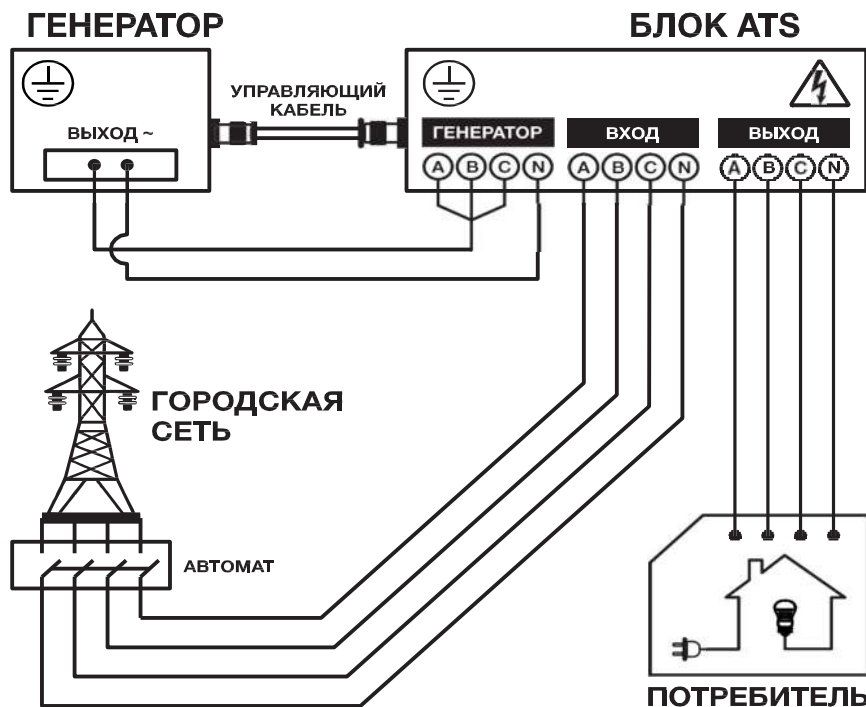 ГЕНЕРАТОР
БЛОК ATS
УПРАВЛЯЮЩИЙ
КАБЕЛЬ
ВЫХОД ~
ГЕНЕРАТОР
ВХОД
ВЫХОД
A B C N A B C N A B C N
ГОРОДСКАЯ
СЕТЬ
АВТОМАТ
ПОТРЕБИТЕЛЬ